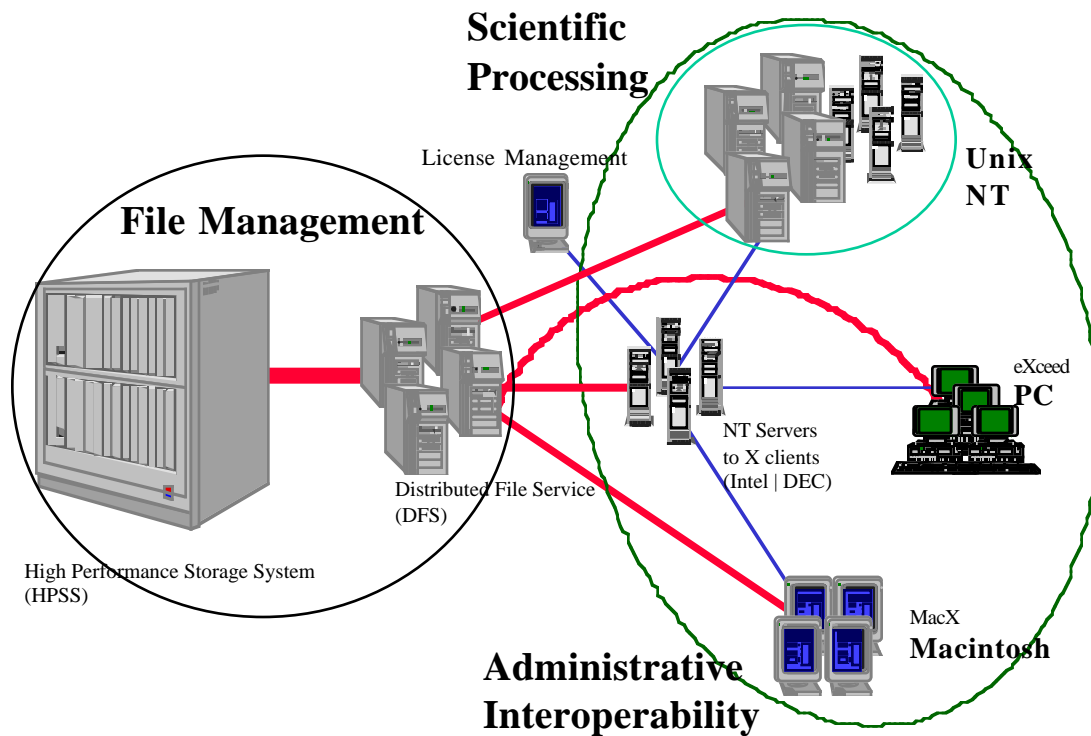 Scientific
Processing
License Management
Unix
NT
File Management
eXceed
PC
NT Servers
to X clients
(Intel | DEC)
Distributed File Service
(DFS)
High Performance Storage System
(HPSS)
MacX
Macintosh
Administrative
Interoperability